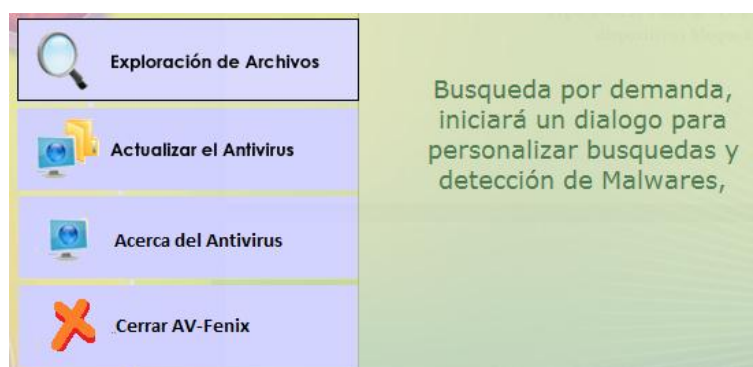 Exploración de Archivos
Actualizar el Antivirus
Acerca del Antivirus
Cerrar AV-Fenix
Busqueda por demanda,
iniciará un dialogo para
personalizar busquedas y
detección de Malwares,